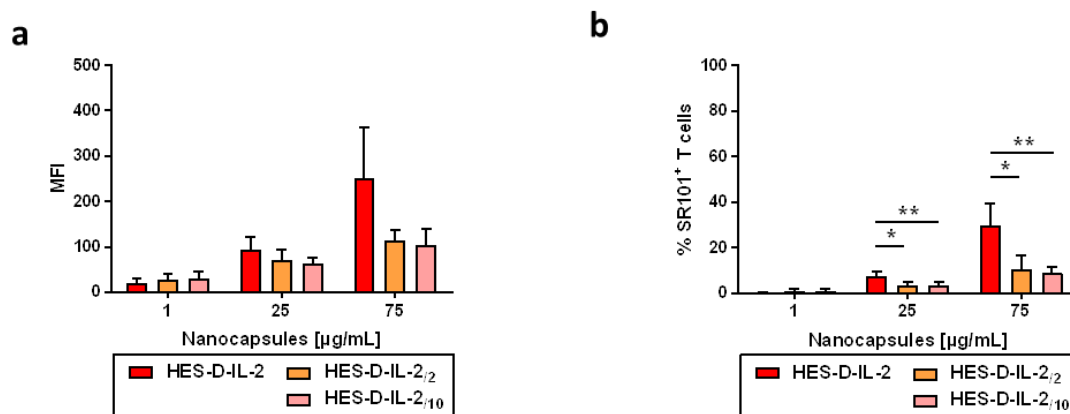 a
500
400
300
200
100
0
MFI
1 25 75
Nanocapsules [µg/mL]
HES-D-IL-2 HES-D-IL-2/2
HES-D-IL-2/10
b
100
80
60
40
20
0
% SR101+ T cells
**
*
**
*
1 25 75
Nanocapsules [µg/mL]
HES-D-IL-2 HES-D-IL-2/2
HES-D-IL-2/10